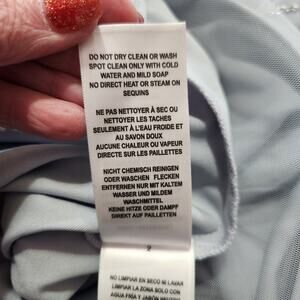 DO NOT DRY CLEAN OR WASH
SPOT CLEAN ONLY WITH COLD
WATER AND MILD SOAP
NO DIRECT HEAT OR STEAM ON
SEQUINS
NE PAS NETTOYER À SEC OU
NETTOYER LES TACHES
SEULEMENT À L'EAU FROIDE ET
AU SAVON DOUX
AUCUNE CHALEUR OU VAPEUR
DIRECTE SUR LES PAILLETTES
NICHT CHEMISCH REINIGEN
ODER WASCHEN FLECKEN
ENTFERNEN NUR MIT KALTEM
WASSER UND MILDEM
WASCHMITTEL
KEINE HITZE ODER DAMPF
DIREKT AUF PAILLETTEN
2
NO LIMPIAR EN SECO NI LAVAR
LIMPIAR LA ZONA SOLO CON
AGUA FRÍA Y JABÓN NEUTRO